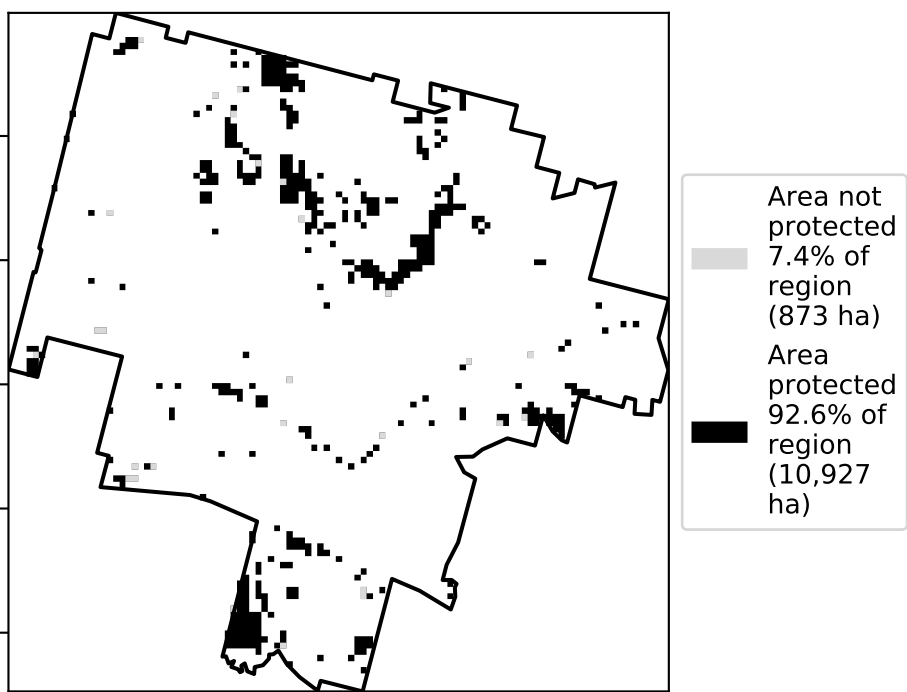 Area not
protected
7.4% of
region
(873 ha)
Area
protected
92.6% of
region
(10,927
ha)